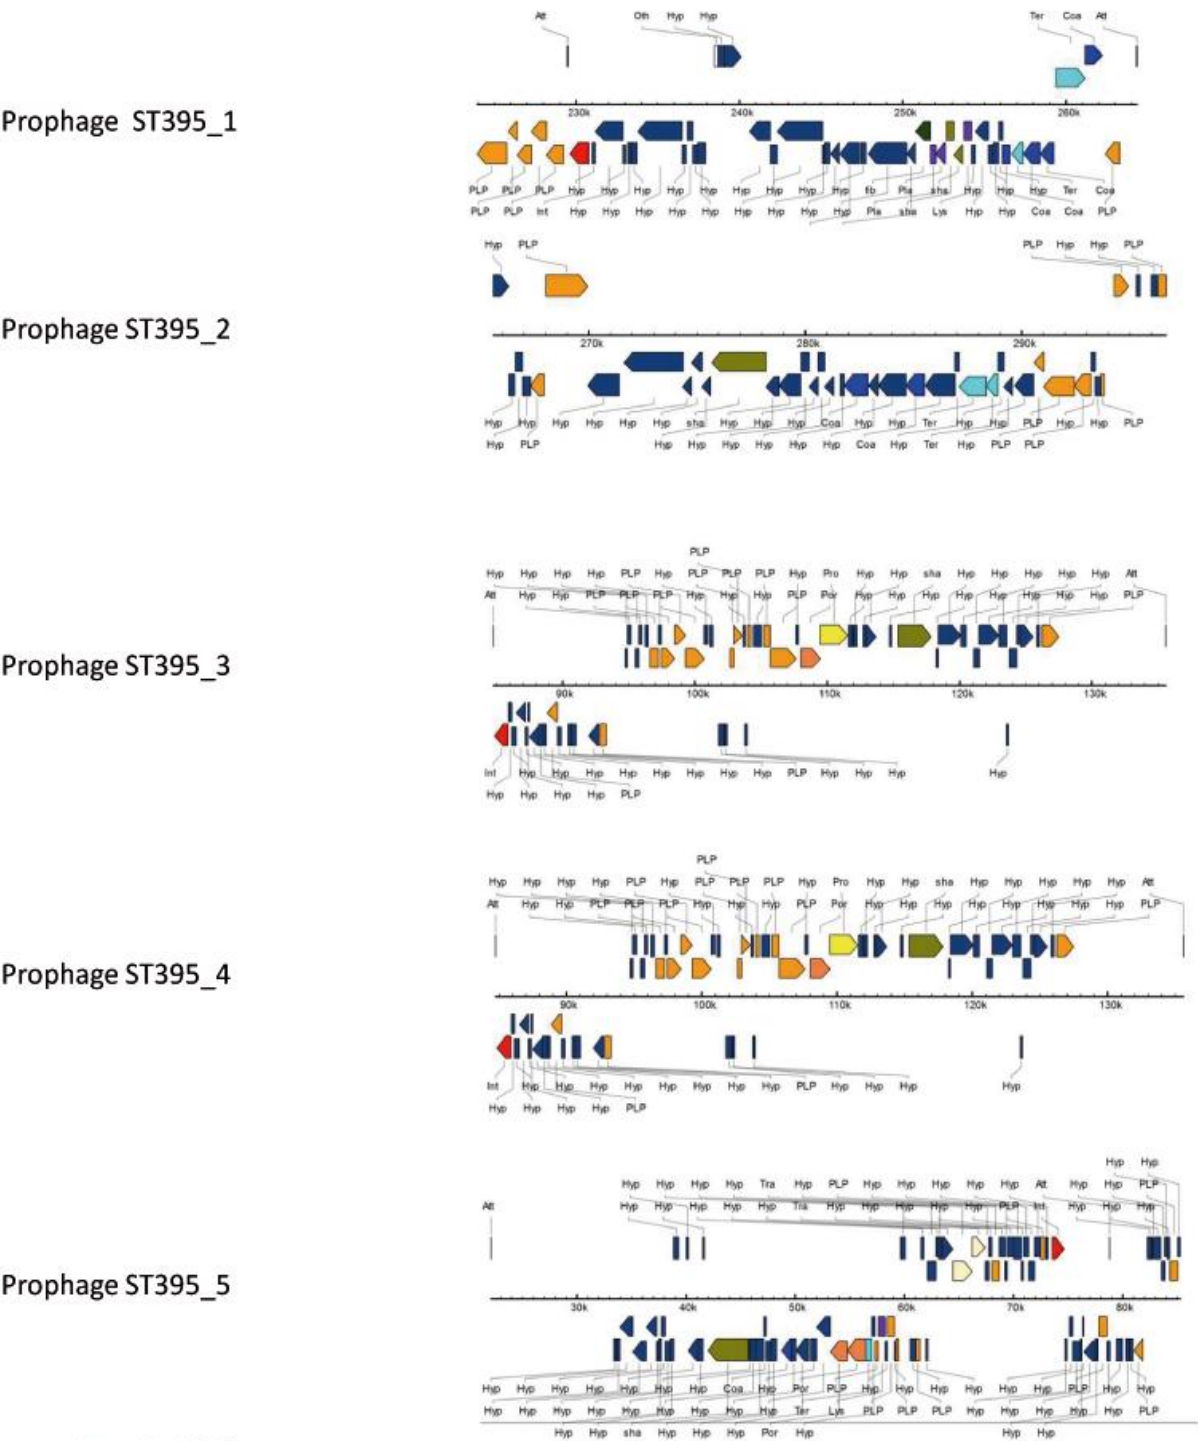 Att Oth Hyp Hyp Ter Coa Att
Prophage ST395_1
230k 240k 250k 260k
PLP PLP PLP Hyp Hyp Hyp Hyp Hyp Hyp Hyp Hyp Hyp fib Pla sha Hyp Hyp Hyp Ter Coa
PLP PLP Int Hyp Hyp Hyp Hyp Hyp Hyp Hyp Hyp Hyp Pla sha Lys Hyp Hyp Coa Coa PLP
Hyp PLP PLP Hyp Hyp PLP
Prophage ST395_2
270k 280k 290k
Hyp Hyp Hyp Hyp Hyp Hyp sha Hyp Hyp Hyp Coa Hyp Hyp Ter Hyp Hyp PLP Hyp Hyp PLP
Hyp PLP Hyp Hyp Hyp Hyp Hyp Hyp Coa Hyp Ter Hyp PLP PLP
PLP
Hyp Hyp Hyp Hyp PLP Hyp PLP PLP PLP Hyp Pro Hyp Hyp sha Hyp Hyp Hyp Hyp Hyp Att
Att Hyp Hyp PLP PLP PLP Hyp Hyp Hyp PLP Por Hyp Hyp Hyp Hyp Hyp Hyp Hyp Hyp PLP
Prophage ST395_3
90k 100k 110k 120k 130k
Int Hyp Hyp Hyp Hyp Hyp Hyp Hyp Hyp PLP Hyp Hyp Hyp Hyp
Hyp Hyp Hyp Hyp PLP
PLP
Hyp Hyp Hyp Hyp PLP Hyp PLP PLP PLP Hyp Pro Hyp Hyp sha Hyp Hyp Hyp Hyp Hyp Att
Att Hyp Hyp PLP PLP PLP Hyp Hyp Hyp PLP Por Hyp Hyp Hyp Hyp Hyp Hyp Hyp Hyp PLP
Prophage ST395_4
90k 100k 110k 120k 130k
Int Hyp Hyp Hyp Hyp Hyp Hyp Hyp Hyp PLP Hyp Hyp Hyp Hyp
Hyp Hyp Hyp Hyp PLP
Hyp Hyp
Hyp Hyp Hyp Hyp Tra Hyp PLP Hyp Hyp Hyp Hyp Hyp Att Hyp Hyp PLP
Att Hyp Hyp Hyp Hyp Hyp Tra Hyp Hyp Hyp Hyp Hyp PLP Int Hyp Hyp Hyp
Prophage ST395_5
30k 40k 50k 60k 70k 80k
Hyp Hyp Hyp Hyp Hyp Hyp Coa Hyp Por PLP Hyp Hyp Hyp Hyp Hyp PLP Hyp Hyp
Hyp Hyp Hyp Hyp Hyp Hyp Hyp Hyp Ter Lys PLP PLP PLP Hyp Hyp Hyp Hyp PLP
Hyp Hyp sha Hyp Hyp Hyp Por Hyp Hyp Hyp